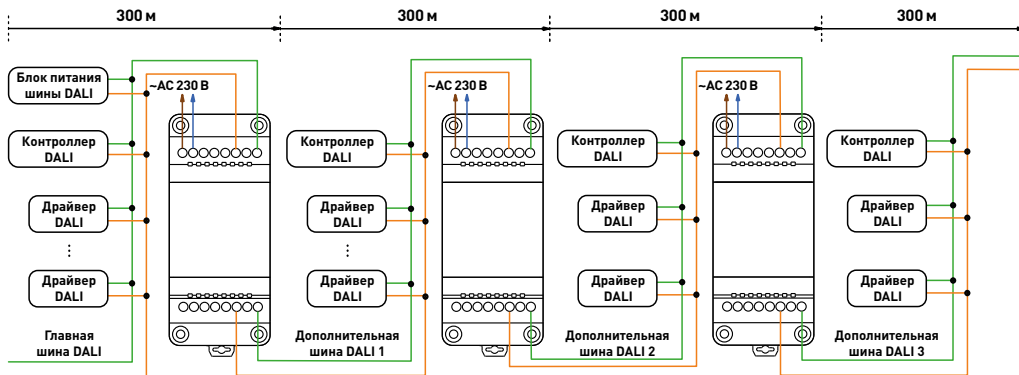 300 м
300 м
300 м
300 м
Блок питания
шины DALI
~AC 230 В
~AC 230 В
~AC 230 В
Контроллер
DALI
Контроллер
DALI
Контроллер
DALI
Контроллер
DALI
Драйвер
DALI
Драйвер
DALI
Драйвер
DALI
Драйвер
DALI
Драйвер
DALI
Драйвер
DALI
Драйвер
DALI
Драйвер
DALI
Главная
шина DALI
Дополнительная
шина DALI 1
Дополнительная
шина DALI 2
Дополнительная
шина DALI 3